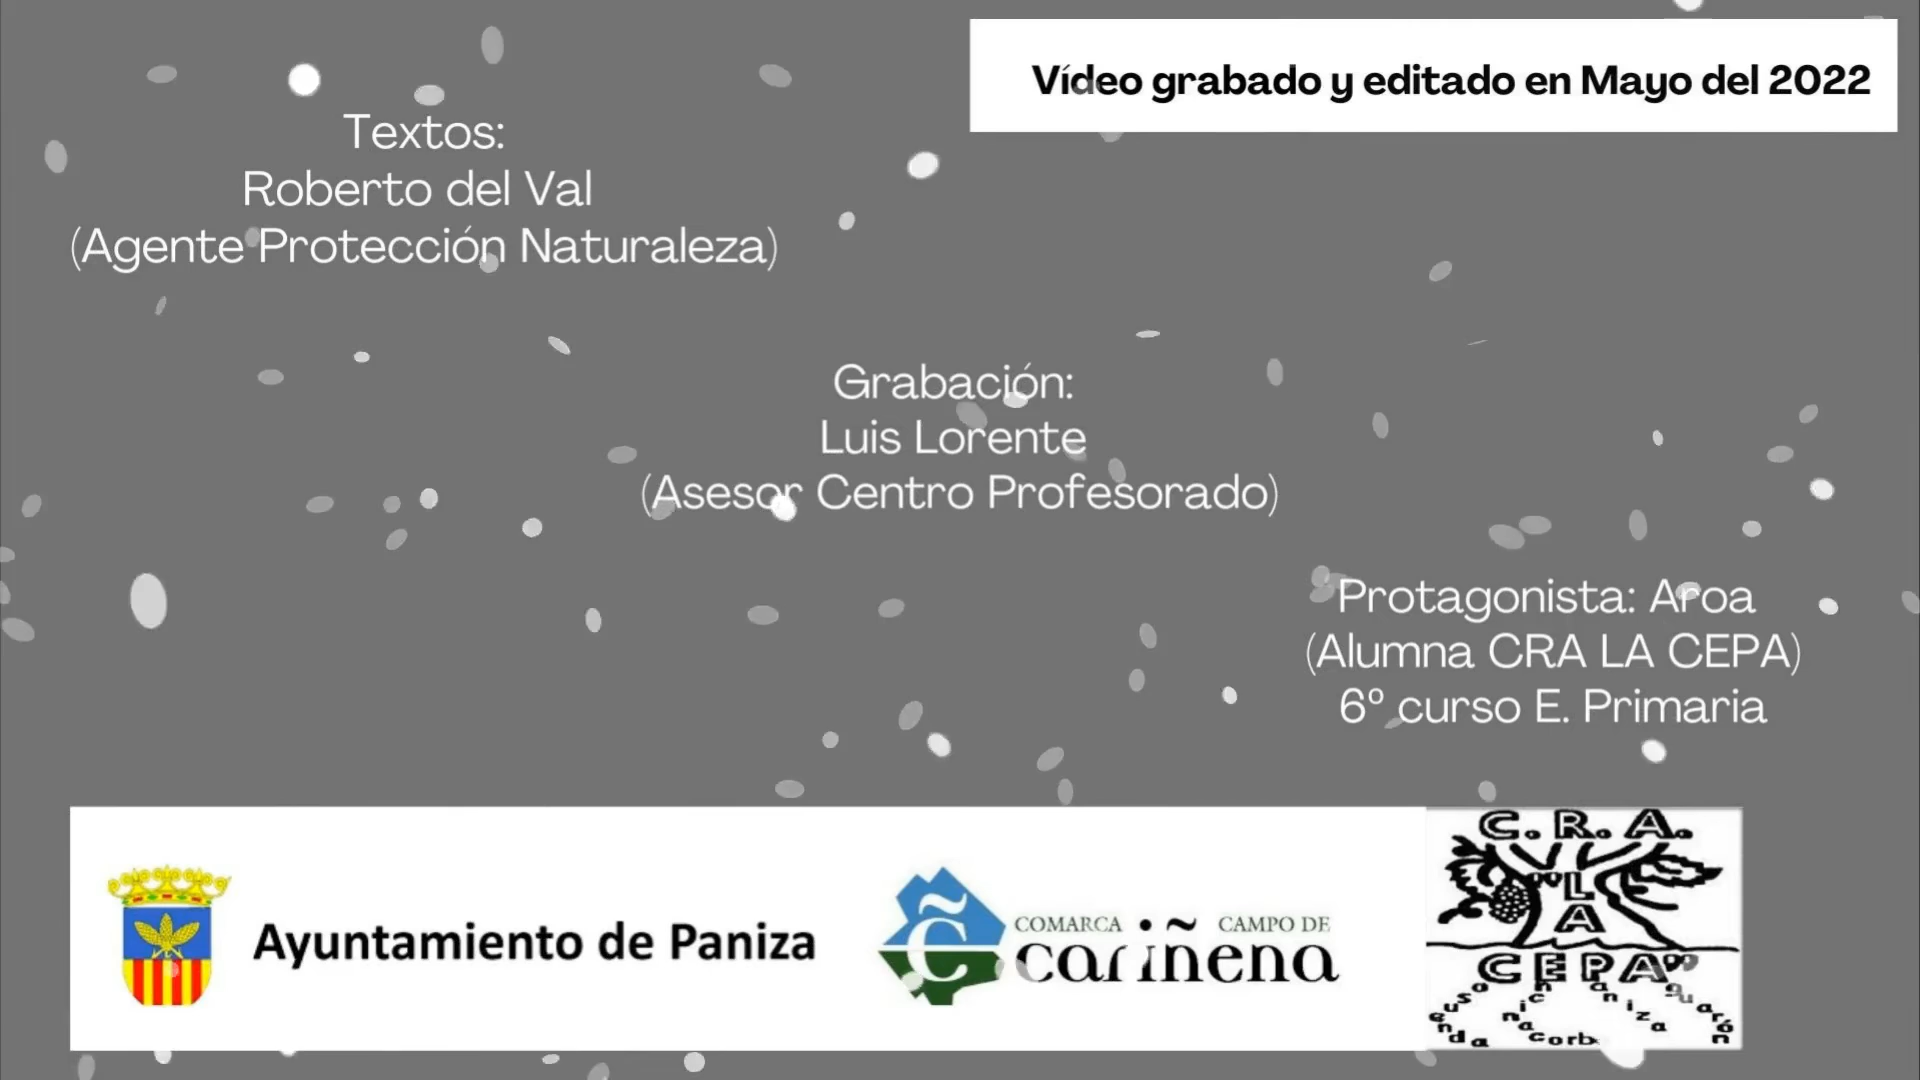 Vídeo grabado y editado en Mayo del 2022
Textos:
Roberto del Val
(Agente Protección Naturaleza)
Grabación:
Luis Lorente
(Asesor Centro Profesorado)
Protagonista: Aroa
(Alumna CRA LA CEPA)
6º curso E. Primaria
Ayuntamiento de Paniza
COMARCA CAMPO DE
cariñena
C.R.A.
"LA
CEPA"